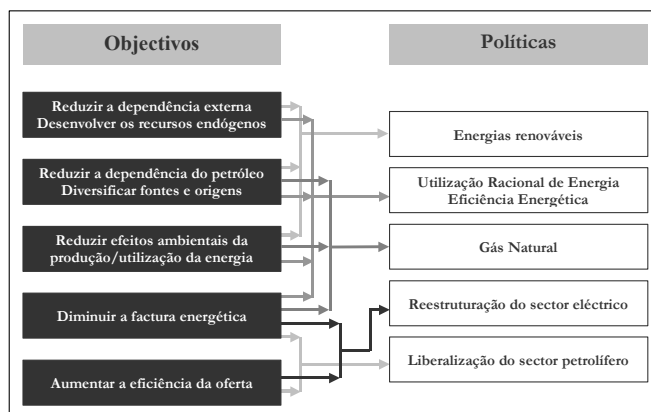 Objectivos
Reduzir a dependência externa
Desenvolver os recursos endógenos
Reduzir a dependência do petróleo
Diversificar fontes e origens
Reduzir efeitos ambientais da
produção/utilização da energia
Diminuir a factura energética
Aumentar a eficiência da oferta
Políticas
Energias renováveis
Utilização Racional de Energia
Eficiência Energética
Gás Natural
Reestruturação do sector eléctrico
Liberalização do sector petrolífero